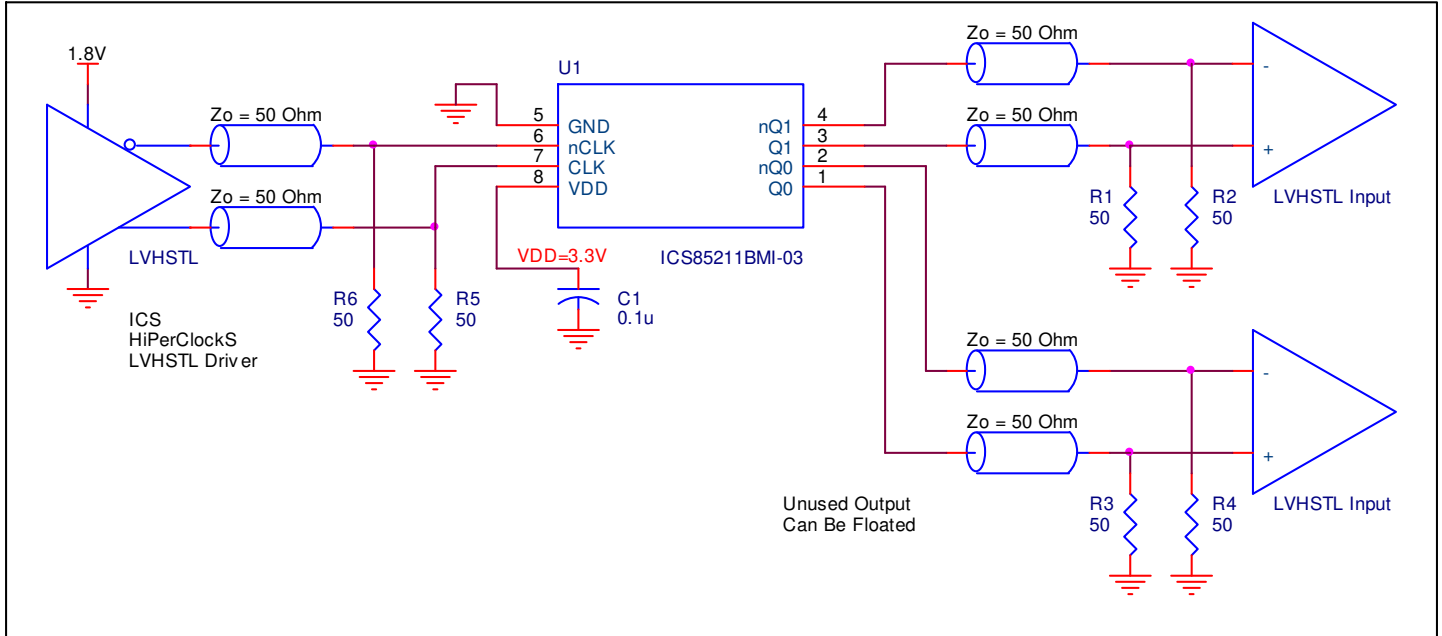 1.8V
Zo = 50 Ohm
Zo = 50 Ohm
LVHSTL
ICS
HiPerClockS
LVHSTL Driver
R6
50
R5
50
U1
5
6
7
8
GND
nCLK
CLK
VDD
nQ1
Q1
nQ0
Q0
4
3
2
1
VDD=3.3V
ICS85211BMI-03
C1
0.1u
Zo = 50 Ohm
Zo = 50 Ohm
-
+
R1
50
R2
50
LVHSTL Input
Zo = 50 Ohm
Zo = 50 Ohm
-
+
R3
50
R4
50
LVHSTL Input
Unused Output
Can Be Floated